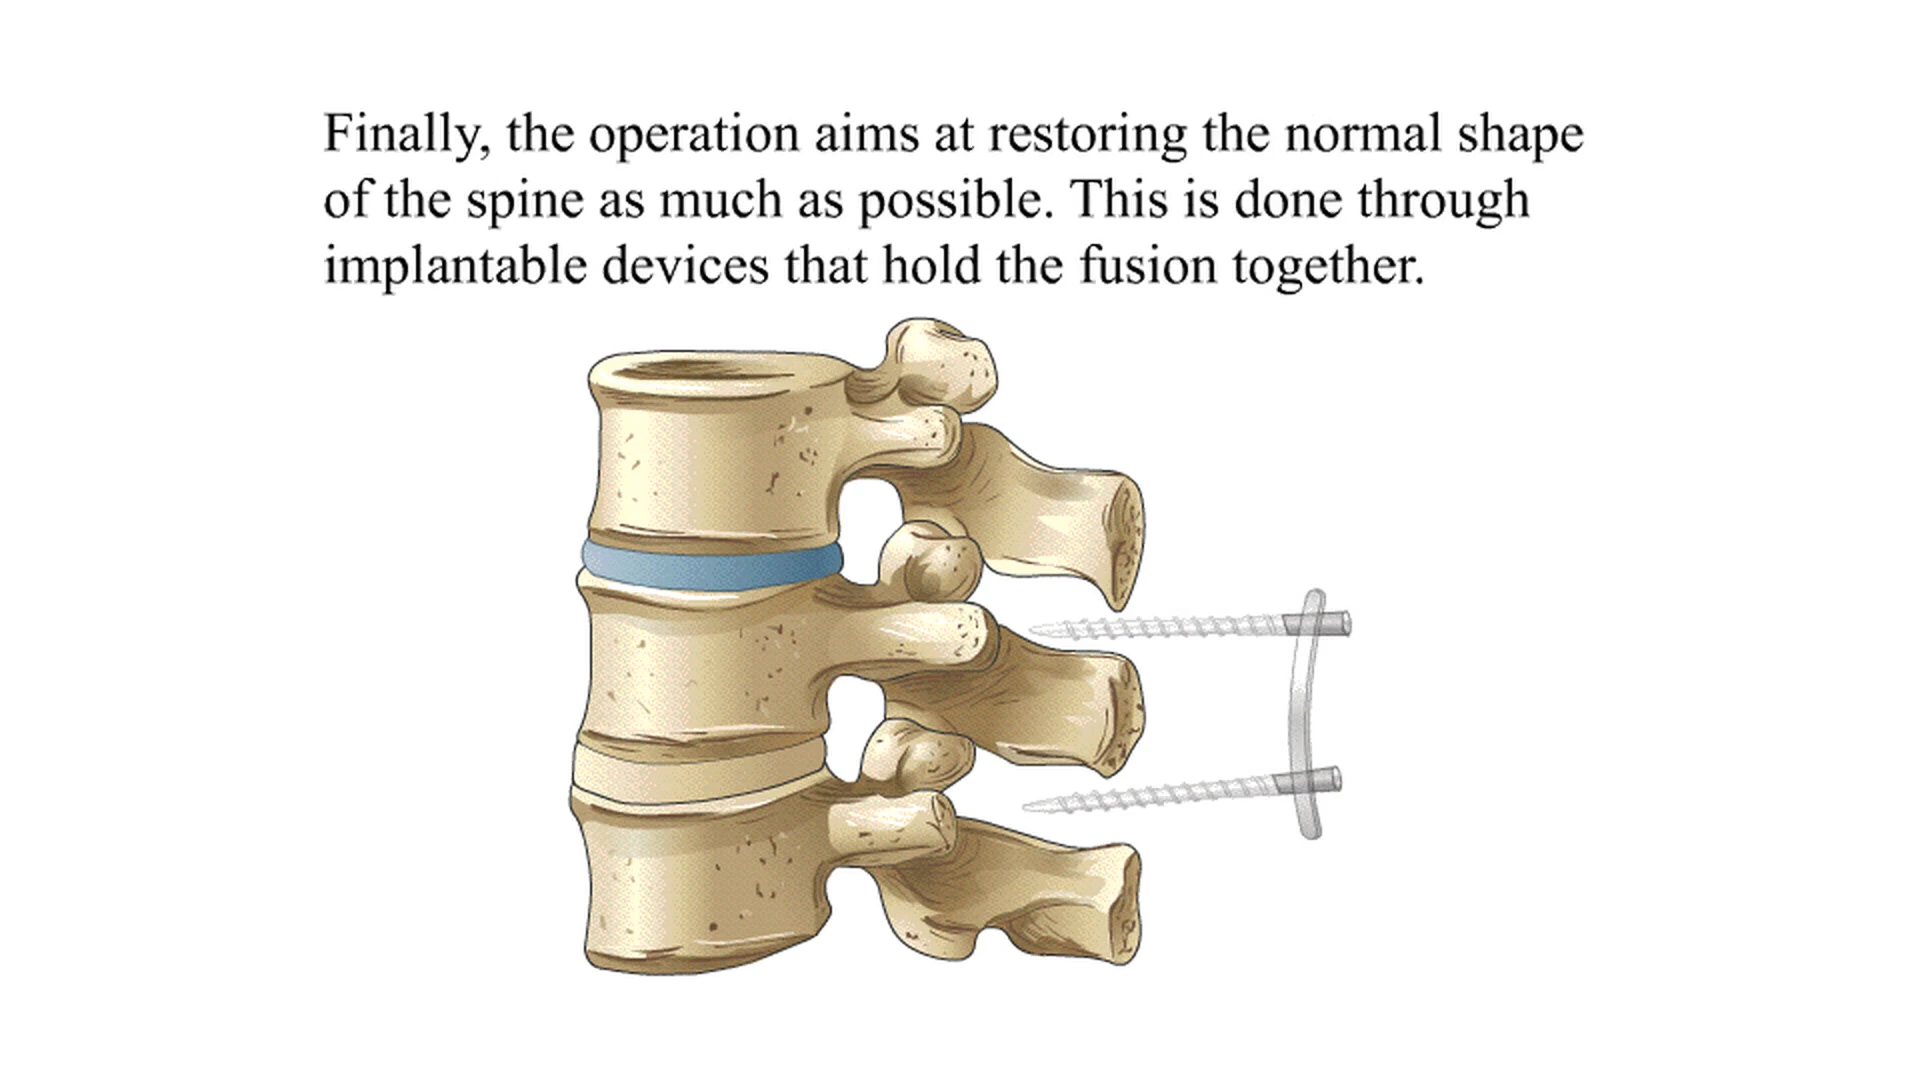 Finally, the operation aims at restoring the normal shape
of the spine as much as possible. This is done through
implantable devices that hold the fusion together.